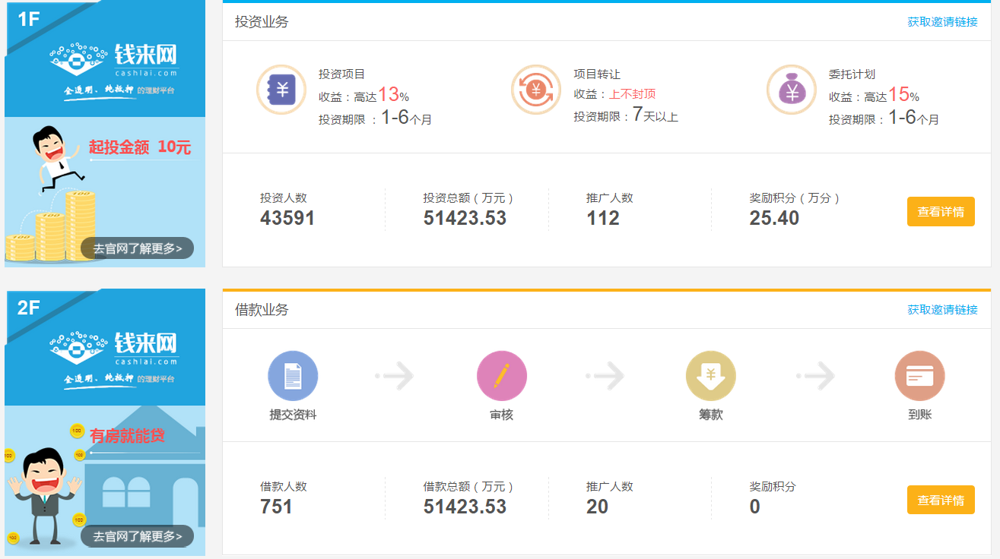 1F
钱来网
cashlai.com
全透明、纯抵押 的理财平台
起投金额 10元
100
100
100
去官网了解更多>
投资业务
获取邀请链接
投资项目
收益：高达13%
投资期限 ：1-6个月
项目转让
收益：上不封顶
投资期限：7天以上
委托计划
收益：高达15%
投资期限：1-6个月
投资人数
43591
投资总额（万元）
51423.53
推广人数
112
奖励积分（万分）
25.40
查看详情
2F
钱来网
cashlai.com
全透明、纯抵押 的理财平台
有房就能贷
100
100
100
100
100
去官网了解更多>
借款业务
获取邀请链接
提交资料
审核
筹款
到账
借款人数
751
借款总额（万元）
51423.53
推广人数
20
奖励积分
0
查看详情